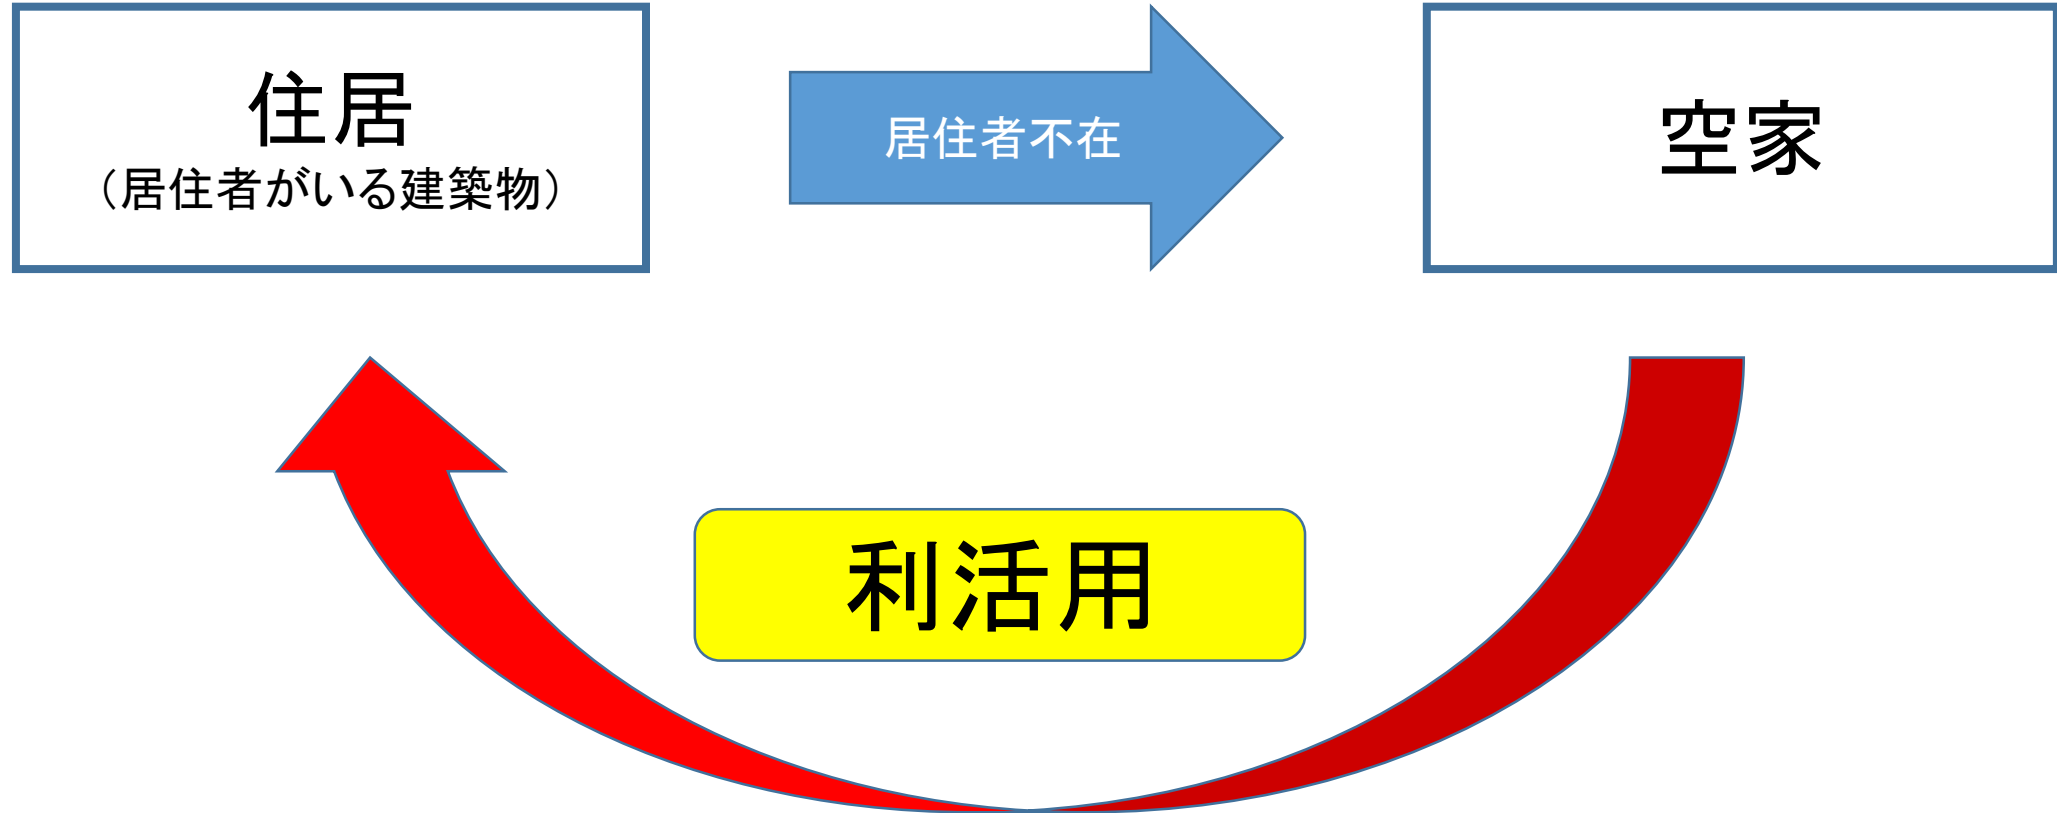 住居
（居住者がいる建築物）
居住者不在
空家
利活用